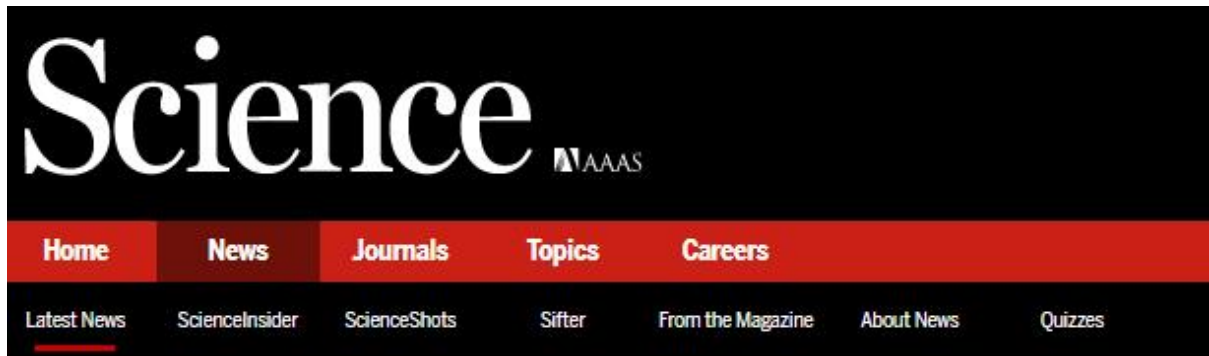 Science
AAAS
Home News Journals Topics Careers
Latest News ScienceInsider ScienceShots Sifter From the Magazine About News Quizzes